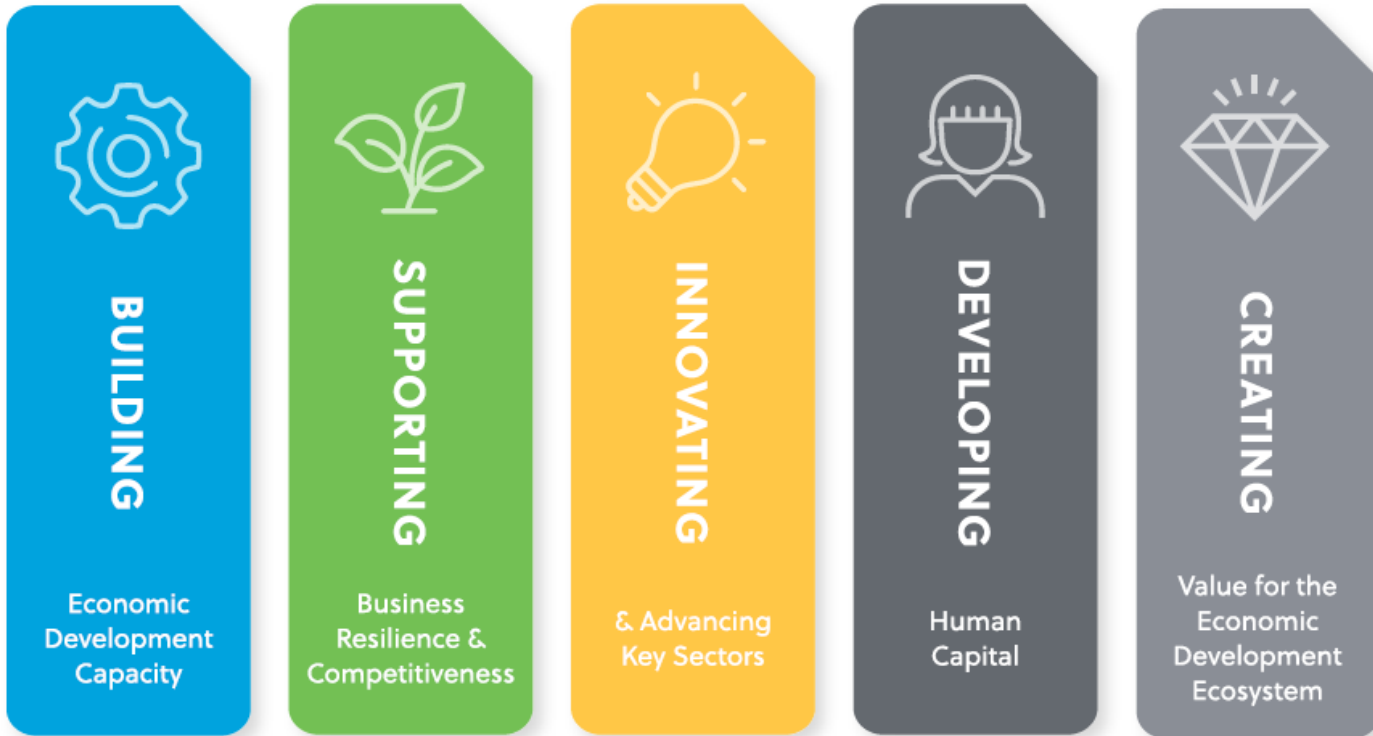 BUILDING
Economic
Development
Capacity
SUPPORTING
Business
Resilience &
Competitiveness
INNOVATING
& Advancing
Key Sectors
DEVELOPING
Human
Capital
CREATING
Value for the
Economic
Development
Ecosystem